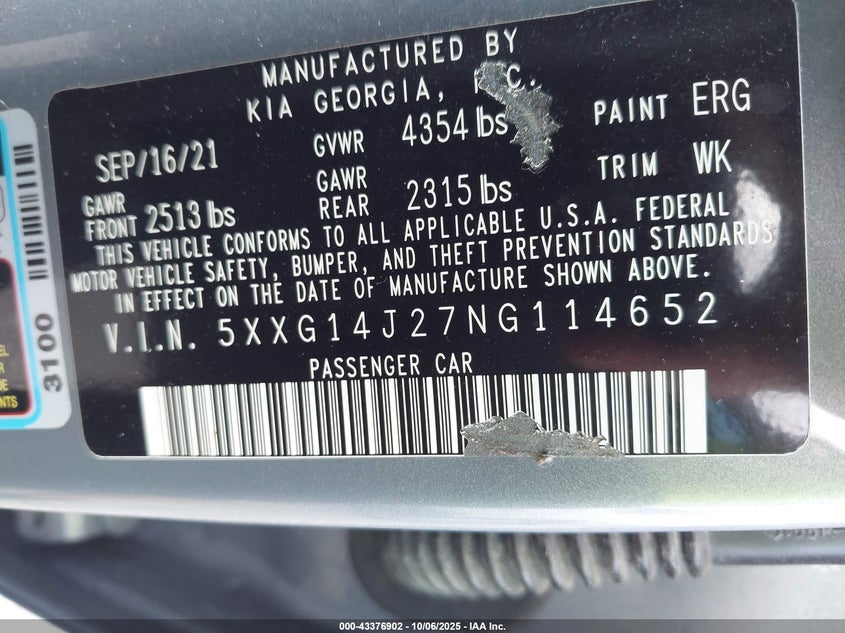 MANUFACTURED BY
KIA GEORGIA, C.
SEP/16/21 GVWR 4354 lbs PAINT ERG
GAWR FRONT 2513 lbs GAWR REAR 2315 lbs TRIM WK
THIS VEHICLE CONFORMS TO ALL APPLICABLE U.S.A. FEDERAL
MOTOR VEHICLE SAFETY, BUMPER, AND THEFT PREVENTION STANDARDS
IN EFFECT ON THE DATE OF MANUFACTURE SHOWN ABOVE.
V.I.N. 5XXG14J27NG114652
PASSENGER CAR
3100
000-43376902 - 10/06/2025 - IAA Inc.